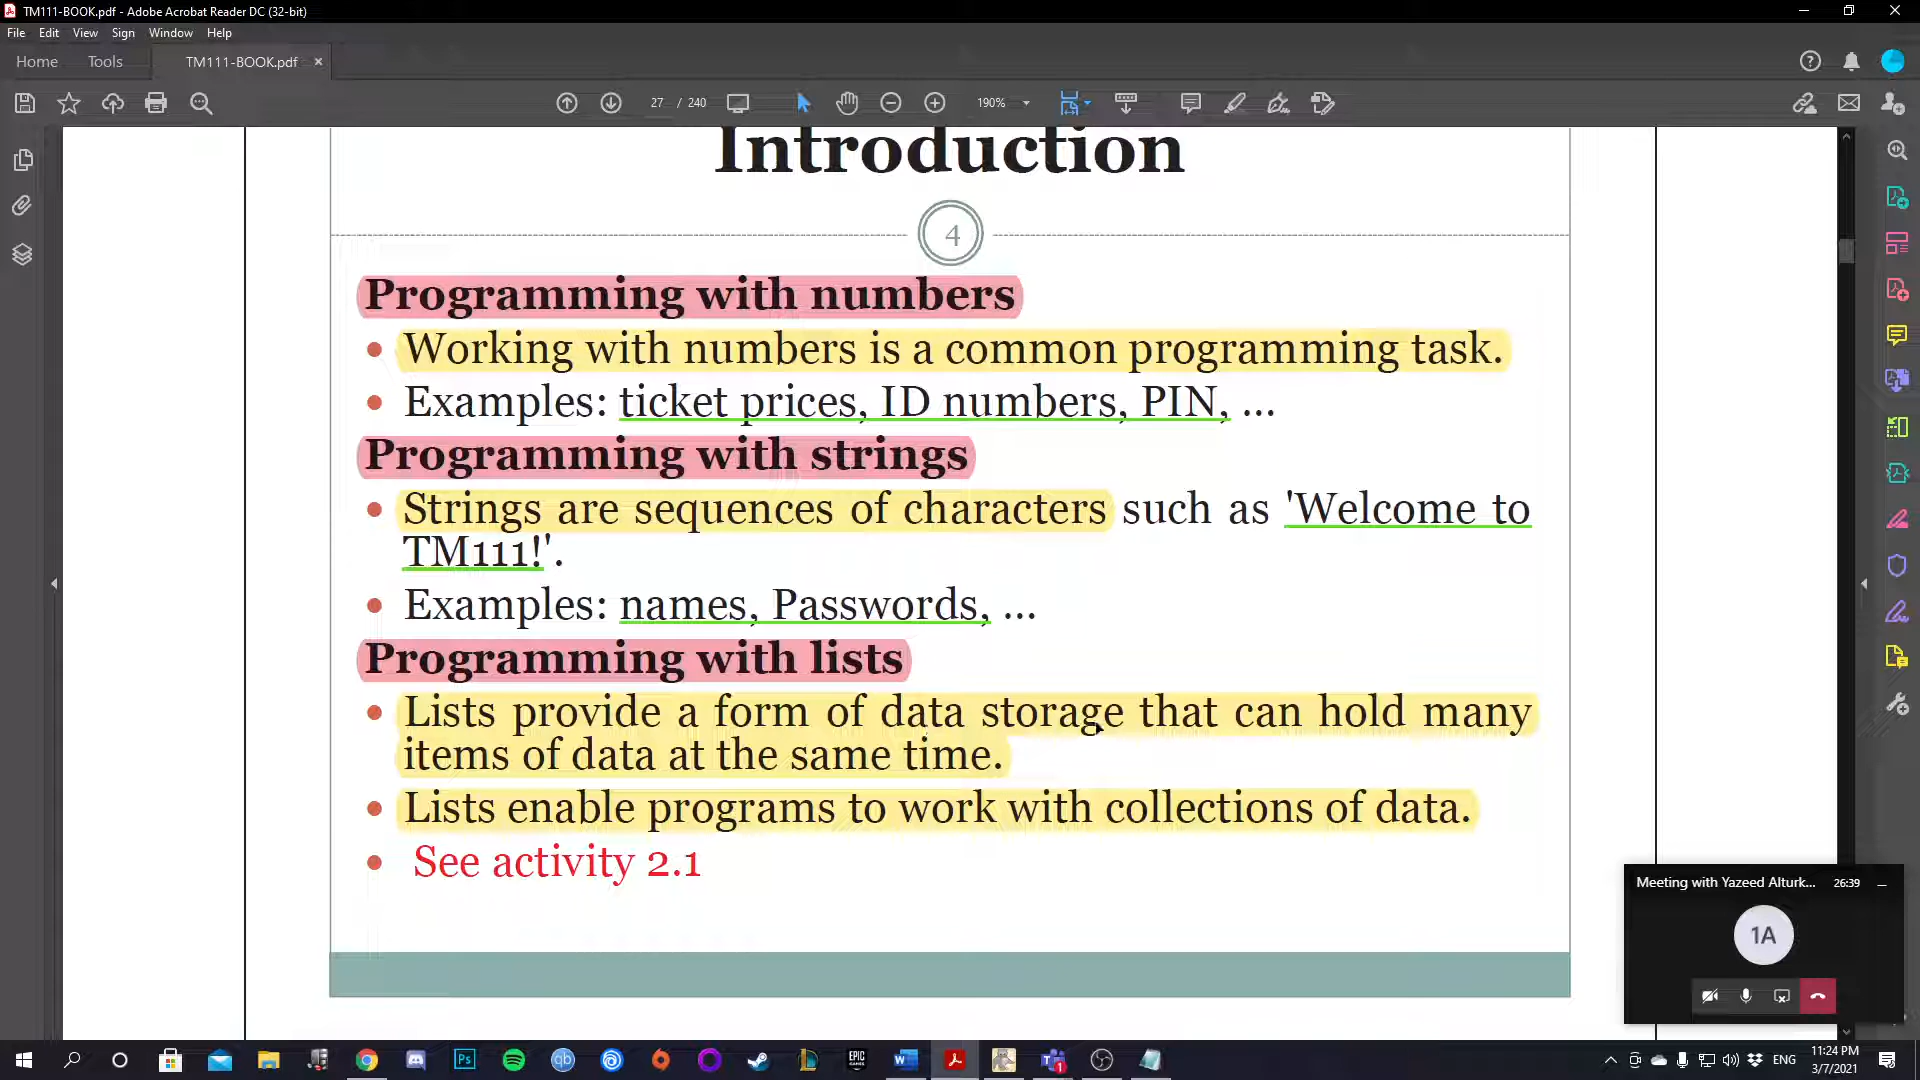 TM111-BOOK.pdf - Adobe Acrobat Reader DC (32-bit)
File Edit View Sign Window Help
Home Tools TM111-BOOK.pdf ×
27 / 240 190%
Introduction
4
Programming with numbers
• Working with numbers is a common programming task.
• Examples: ticket prices, ID numbers, PIN, ...
Programming with strings
• Strings are sequences of characters such as 'Welcome to
TM111!'.
• Examples: names, Passwords, ...
Programming with lists
• Lists provide a form of data storage that can hold many
items of data at the same time.
• Lists enable programs to work with collections of data.
• See activity 2.1
Meeting with Yazeed Alturk... 26:39
1A
Ps
qb
EPIC GAMES
1
ENG
11:24 PM
3/7/2021